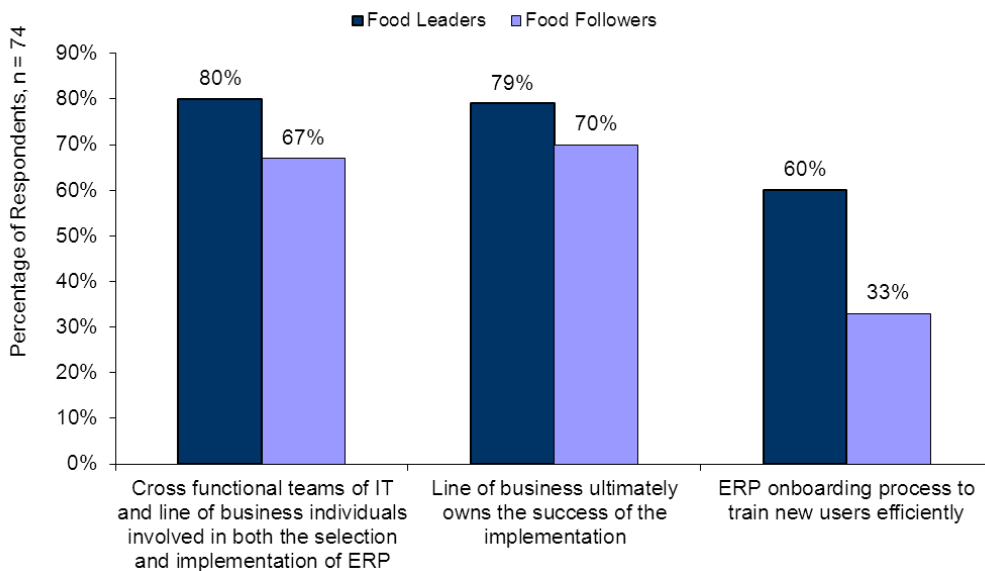 Food Leaders Food Followers
Percentage of Respondents, n = 74
90%
80%
70%
60%
50%
40%
30%
20%
10%
0%
80%
67%
79%
70%
60%
33%
Cross functional teams of IT
and line of business individuals
involved in both the selection
and implementation of ERP
Line of business ultimately
owns the success of the
implementation
ERP onboarding process to
train new users efficiently